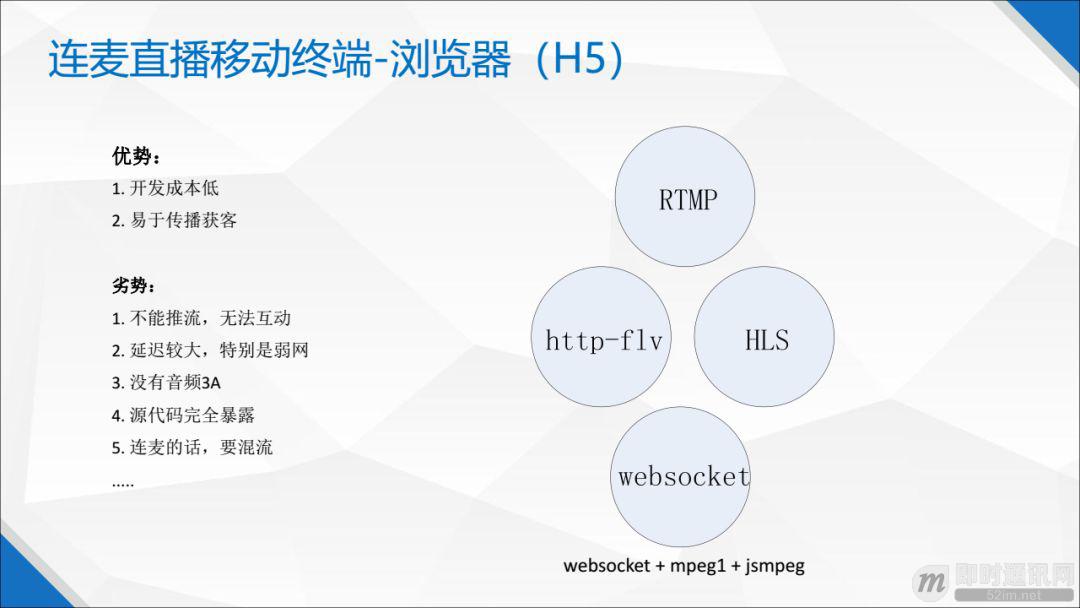 连麦直播移动终端-浏览器（H5）
优势：
1. 开发成本低
2. 易于传播获客
劣势：
1. 不能推流，无法互动
2. 延迟较大，特别是弱网
3. 没有音频3A
4. 源代码完全暴露
5. 连麦的话，要混流
.....
RTMP
http-flv
HLS
websocket
websocket + mpeg1 + jsmpeg
m 即时通讯网
52im.net